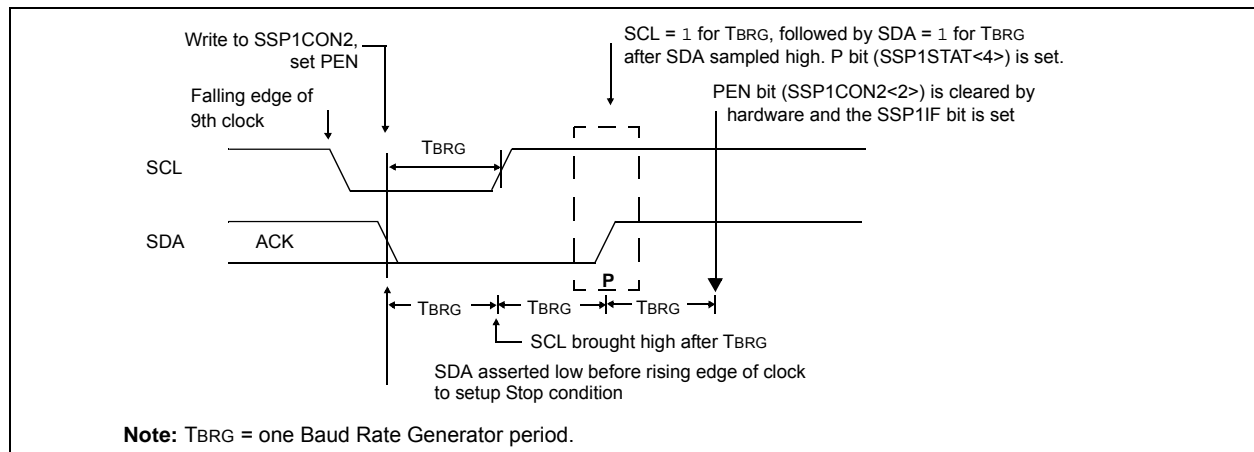 Write to SSP1CON2,
set PEN
SCL = 1 for TBRG, followed by SDA = 1 for TBRG
after SDA sampled high. P bit (SSP1STAT<4>) is set.
Falling edge of
9th clock
PEN bit (SSP1CON2<2>) is cleared by
hardware and the SSP1IF bit is set
TBRG
SCL
SDA
ACK
P
TBRG
TBRG
TBRG
SCL brought high after TBRG
SDA asserted low before rising edge of clock
to setup Stop condition
Note: TBRG = one Baud Rate Generator period.